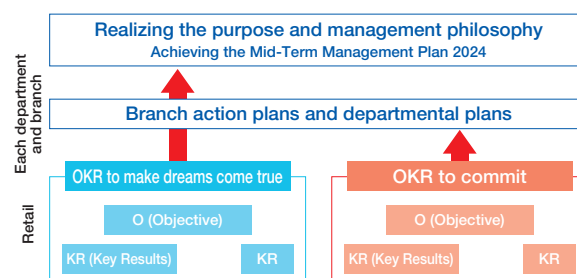 Realizing the purpose and management philosophy
Achieving the Mid-Term Management Plan 2024
Each department
and branch
Branch action plans and departmental plans
OKR to make dreams come true
OKR to commit
Retail
O (Objective)
O (Objective)
KR (Key Results)
KR
KR (Key Results)
KR